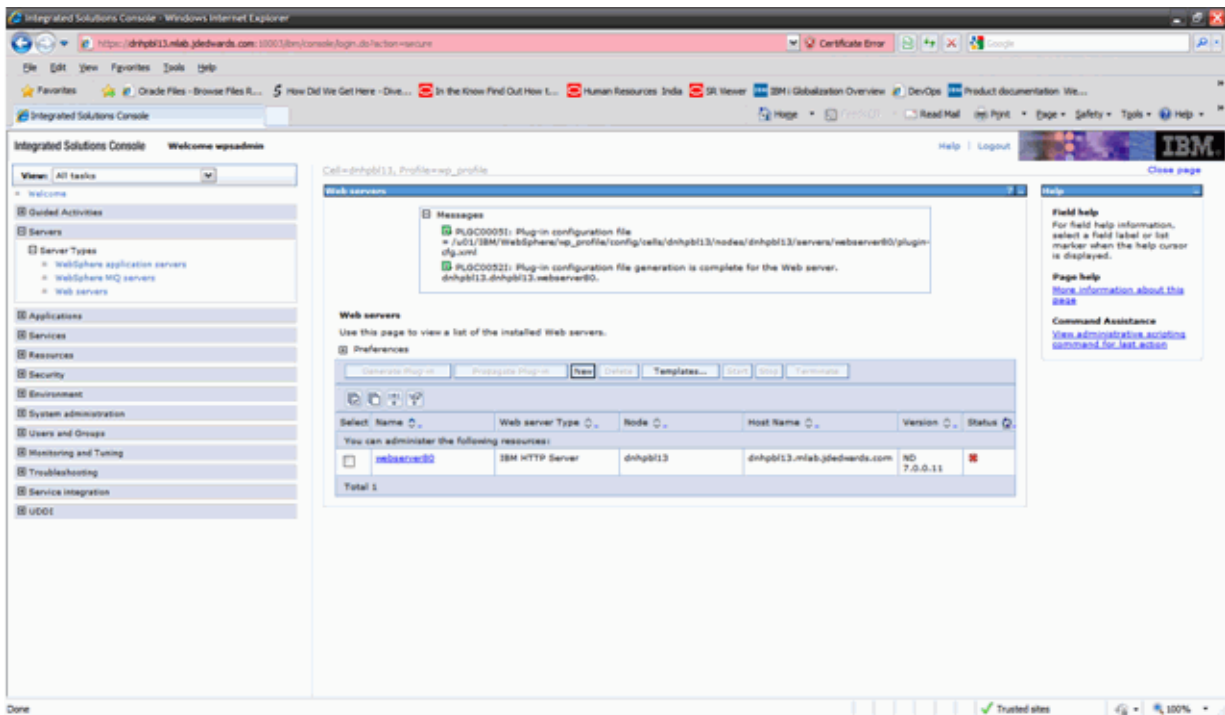 Integrated Solutions Console - Windows Internet Explorer
https://dnhpbl13.mlab.jdedwards.com:10003/ibm/console/login.do?action=secure
Certificate Error
Google
File Edit View Favorites Tools Help
Favorites
Oracle Files - Browse Files R...
How Did We Get Here - Dive...
In the Know Find Out How t...
Human Resources India
SR Viewer
IBM i Globalization Overview
DevOps
Product documentation We...
Integrated Solutions Console
Home
Read Mail
Print
Page
Safety
Tools
Help
Integrated Solutions Console Welcome wpsadmin
Help | Logout
IBM.
View: All tasks
Cell=dnhpbl13, Profile=wp_profile
Close page
Welcome
Guided Activities
Servers
Server Types
WebSphere application servers
WebSphere MQ servers
Web servers
Applications
Services
Resources
Security
Environment
System administration
Users and Groups
Monitoring and Tuning
Troubleshooting
Service integration
UDDI
Web servers
? -
Messages
PLGC0005I: Plug-in configuration file
= /u01/IBM/WebSphere/wp_profile/config/cells/dnhpbl13/nodes/dnhpbl13/servers/webserver80/plugin-
cfg.xml
PLGC0052I: Plug-in configuration file generation is complete for the Web server.
dnhpbl13.dnhpbl13.webserver80.
Web servers
Use this page to view a list of the installed Web servers.
Preferences
Generate Plug-in Propagate Plug-in New Delete Templates... Start Stop Terminate
Select Name Web server Type Node Host Name Version Status
You can administer the following resources:
webserver80 IBM HTTP Server dnhpbl13 dnhpbl13.mlab.jdedwards.com ND
7.0.0.11
Total 1
Help
Field help
For field help information,
select a field label or list
marker when the help cursor
is displayed.
Page help
More information about this
page
Command Assistance
View administrative scripting
command for last action
Done
Trusted sites
100%